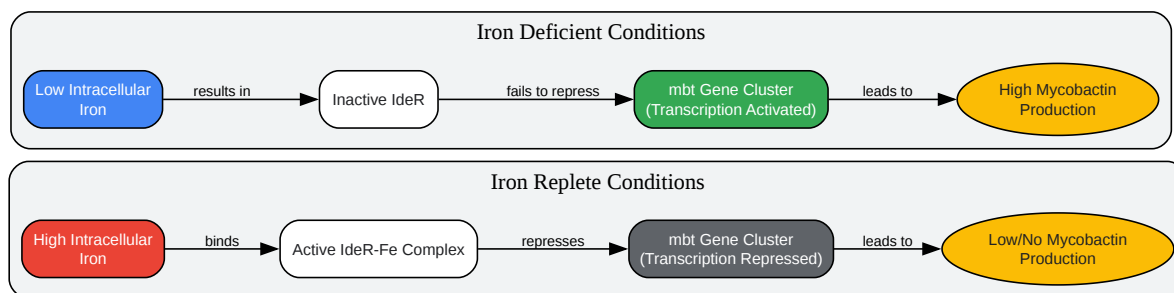 Iron Deficient Conditions
Low Intracellular
Iron
results in
Inactive IdeR
fails to repress
mbt Gene Cluster
(Transcription Activated)
leads to
High Mycobactin
Production
Iron Replete Conditions
High Intracellular
Iron
binds
Active IdeR-Fe Complex
represses
mbt Gene Cluster
(Transcription Repressed)
leads to
Low/No Mycobactin
Production